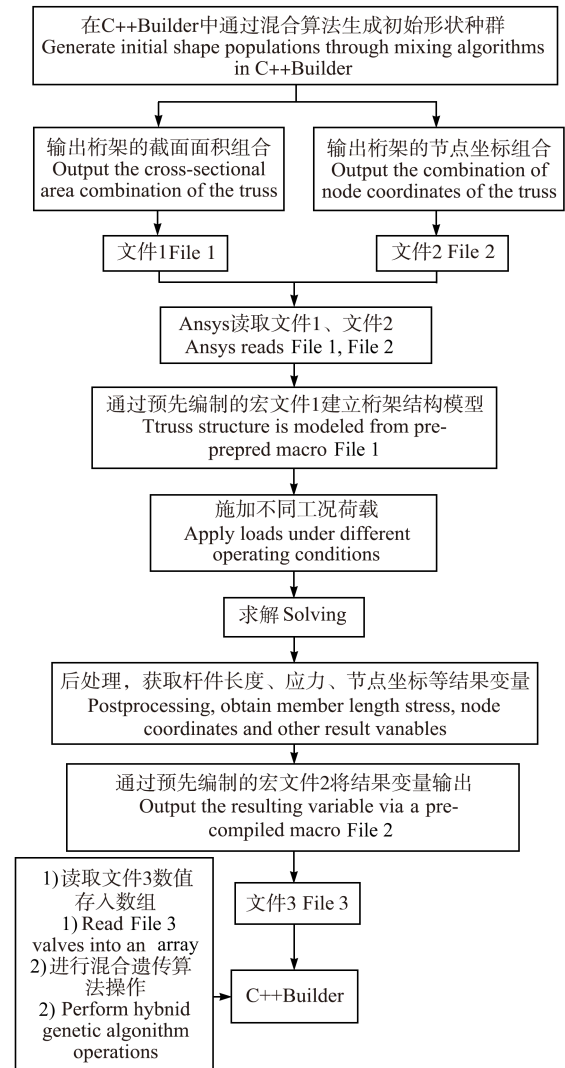 在C++Builder中通过混合算法生成初始形状种群
Generate initial shape populations through mixing algorithms
in C++Builder
输出桁架的截面面积组合
Output the cross-sectional
area combination of the truss
输出桁架的节点坐标组合
Output the combination of
node coordinates of the truss
文件1File 1
文件2 File 2
Ansys读取文件1、文件2
Ansys reads File 1, File 2
通过预先编制的宏文件1建立桁架结构模型
Ttruss structure is modeled from pre-
prepred macro File 1
施加不同工况荷载
Apply loads under different
operating conditions
求解 Solving
后处理，获取杆件长度、应力、节点坐标等结果变量
Postprocessing, obtain member length stress, node
coordinates and other result vanables
通过预先编制的宏文件2将结果变量输出
Output the resulting variable via a pre-
compiled macro File 2
1)读取文件3数值
存入数组
1) Read File 3
valves into an array
2)进行混合遗传算
法操作
2) Perform hybnid
genetic algorithm
operations
文件3 File 3
C++Builder